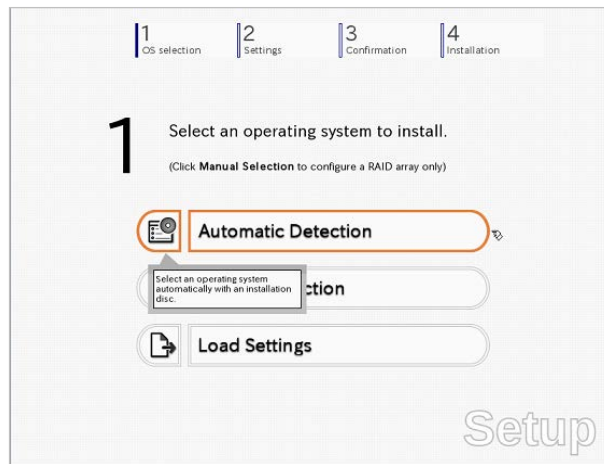 1
OS selection
2
Settings
3
Confirmation
4
Installation
1
Select an operating system to install.
(Click Manual Selection to configure a RAID array only)
Automatic Detection
Select an operating system
automatically with an installation
disc.
Load Settings
Setup